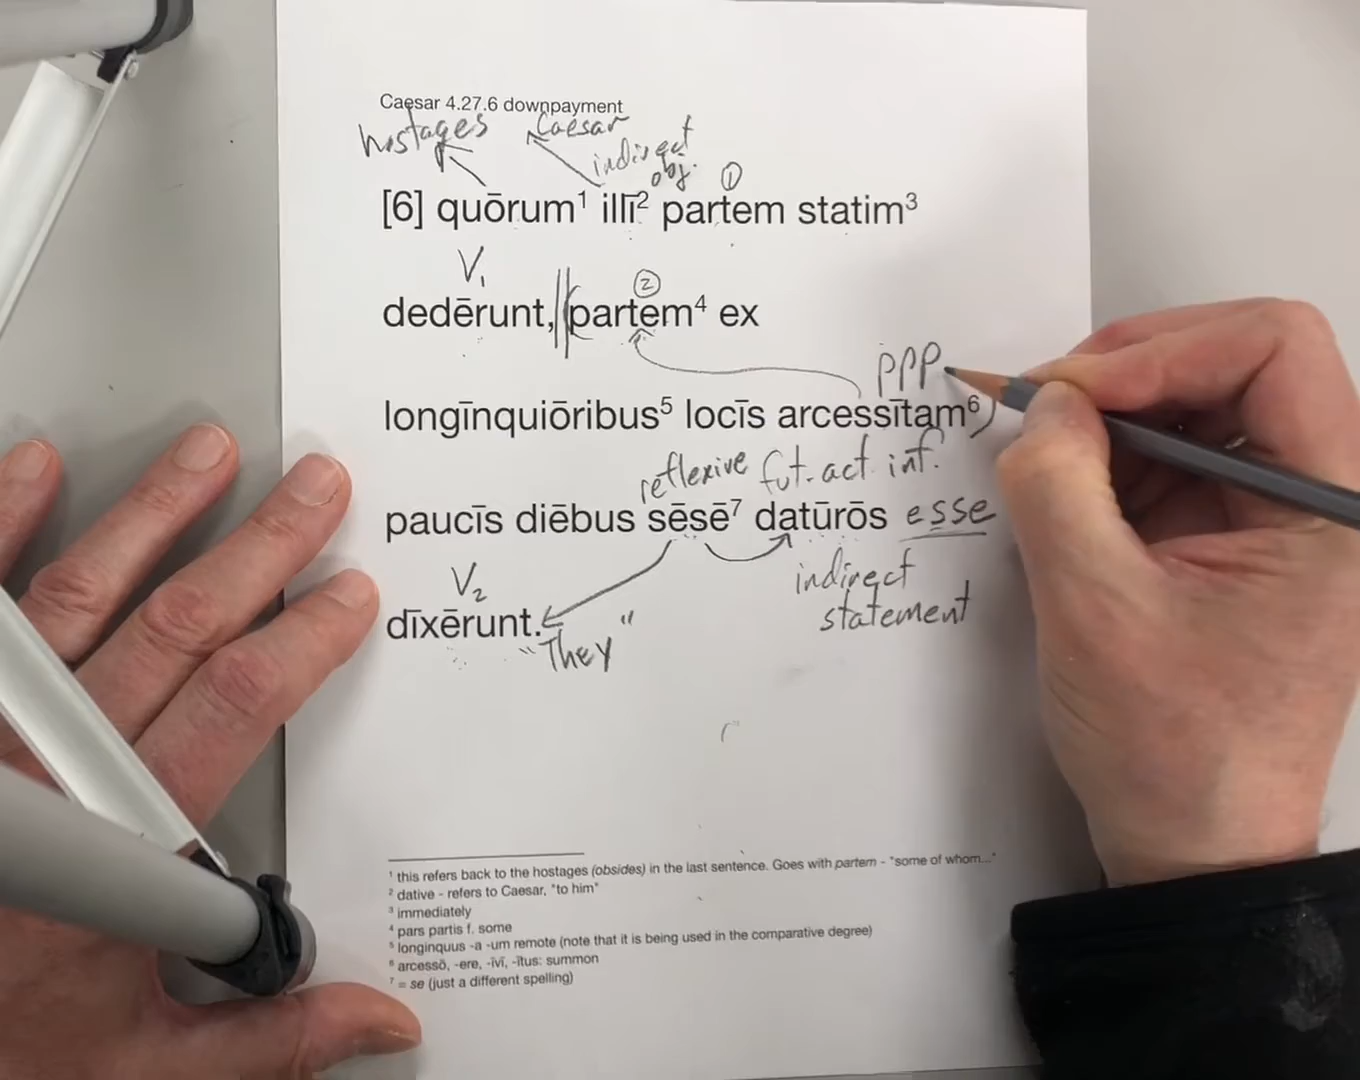 Caesar 4.27.6 downpayment
hostages Caesar
indirect
obj. ①
[6] quōrum¹ illī² partem statim³
V₁ ②
dedērunt, || partem⁴ ex
PPP
longīnquiōribus⁵ locīs arcessītam⁶)
reflexive fut. act. inf.
paucīs diēbus sēsē⁷ datūrōs esse
V₂ indirect
statement
dīxērunt.
"They"
¹ this refers back to the hostages (obsides) in the last sentence. Goes with partem - "some of whom..."
² dative - refers to Caesar, "to him"
³ immediately
⁴ pars partis f. some
⁵ longinquus -a -um remote (note that it is being used in the comparative degree)
⁶ arcessō, -ere, -īvī, -ītus: summon
⁷ = se (just a different spelling)